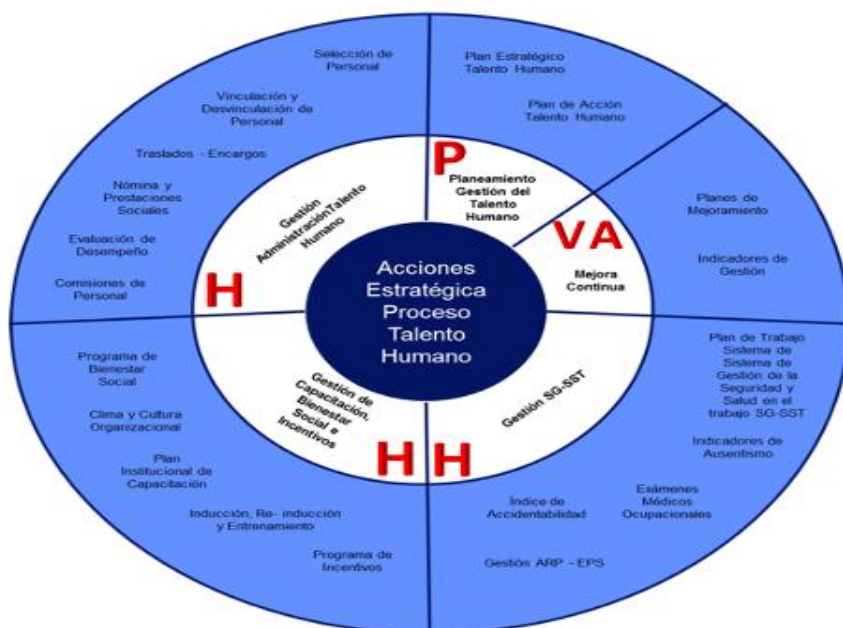 Selección de
Personal
Vinculación y
Desvinculación de
Personal
Traslados - Encargos
Nómina y
Prestaciones
Sociales
Evaluación de
Desempeño
Comisiones de
Personal
Gestión
AdministraciónTalento
Humano
H
Plan Estratégico
Talento Humano
Plan de Acción
Talento Humano
P
Planeamiento
Gestión del
Talento
Humano
Planes de
Mejoramiento
Indicadores de
Gestión
VA
Mejora
Continua
Acciones
Estratégica
Proceso
Talento
Humano
Programa de
Bienestar
Social
Clima y Cultura
Organizacional
Plan
Institucional de
Capacitación
Inducción, Re- inducción
y Entrenamiento
Programa de
Incentivos
Gestión de
Capacitación,
Bienestar
Social e
Incentivos
H
H
Gestión SG-SST
Plan de Trabajo
Sistema de
Sistema de
Gestión de la
Seguridad y
Salud en el
trabajo SG-SST
Indicadores de
Ausentismo
Exámenes
Médicos
Ocupacionales
Índice de
Accidentabilidad
Gestión ARP - EPS